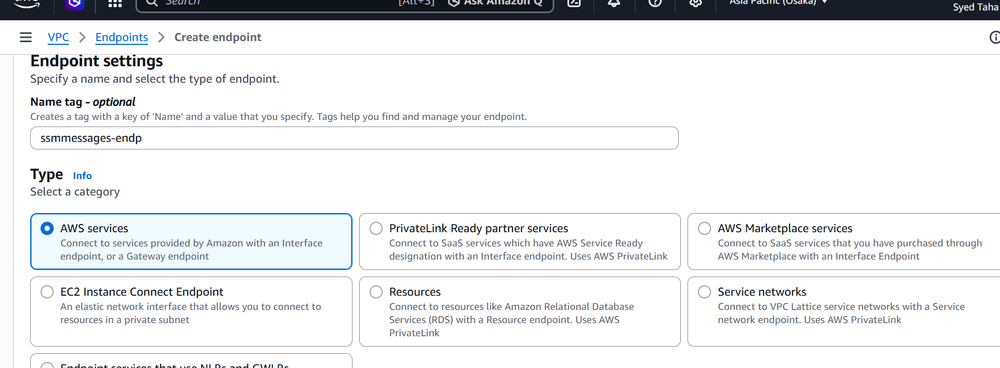 Search [Alt+S] Ask Amazon Q Asia Pacific (Osaka)
Syed Taha
VPC Endpoints Create endpoint
Endpoint settings
Specify a name and select the type of endpoint.
Name tag - optional
Creates a tag with a key of 'Name' and a value that you specify. Tags help you find and manage your endpoint.
ssmmessages-endp
Type Info
Select a category
AWS services
Connect to services provided by Amazon with an Interface
endpoint, or a Gateway endpoint
PrivateLink Ready partner services
Connect to SaaS services which have AWS Service Ready
designation with an Interface endpoint. Uses AWS PrivateLink
AWS Marketplace services
Connect to SaaS services that you have purchased through
AWS Marketplace with an Interface Endpoint
EC2 Instance Connect Endpoint
An elastic network interface that allows you to connect to
resources in a private subnet
Resources
Connect to resources like Amazon Relational Database
Services (RDS) with a Resource endpoint. Uses AWS
PrivateLink
Service networks
Connect to VPC Lattice service networks with a Service
network endpoint. Uses AWS PrivateLink
Endpoint services that use NLBs and GWLBs